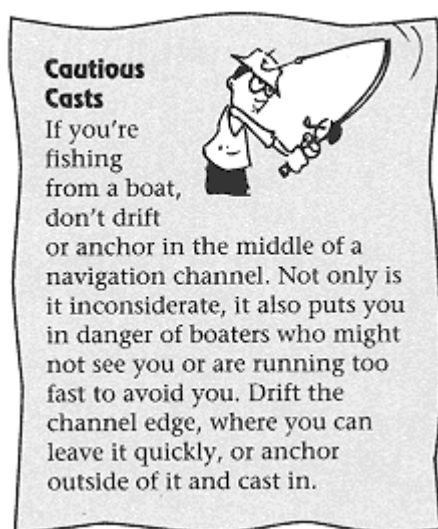 Cautious
Casts
If you're
fishing
from a boat,
don't drift
or anchor in the middle of a
navigation channel. Not only is
it inconsiderate, it also puts you
in danger of boaters who might
not see you or are running too
fast to avoid you. Drift the
channel edge, where you can
leave it quickly, or anchor
outside of it and cast in.